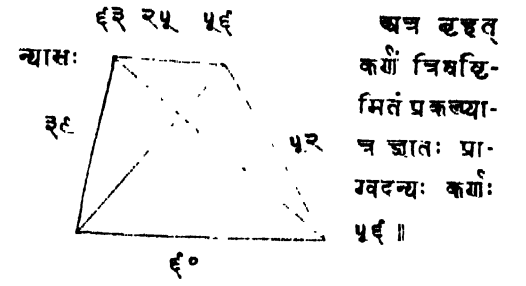 ६३ २५ ५६
न्यासः
३९
५२
६०
अत्र बृहत्
कर्णं त्रिषष्टि-
मितं प्रकल्प्या-
त्र ज्ञातः प्रा-
ग्वदन्यः कर्णः
५६ ॥